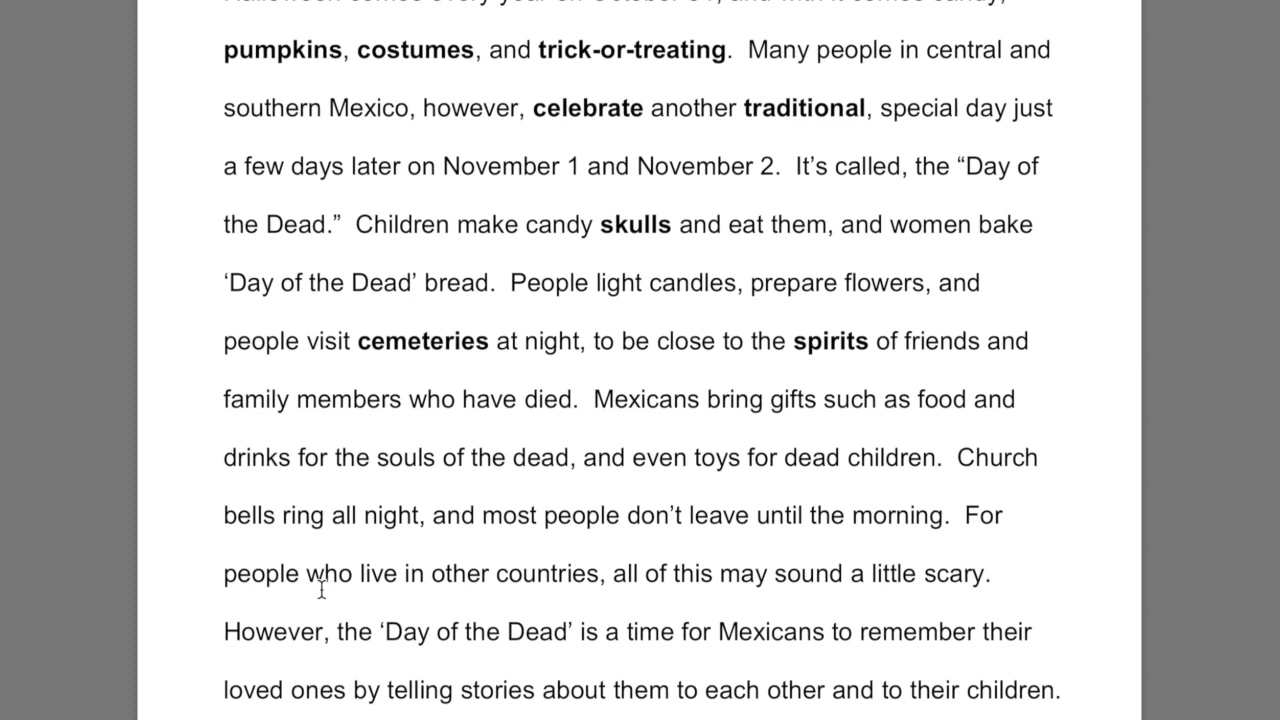 pumpkins, costumes, and trick-or-treating.  Many people in central and
southern Mexico, however, celebrate another traditional, special day just
a few days later on November 1 and November 2.  It’s called, the “Day of
the Dead.”  Children make candy skulls and eat them, and women bake
‘Day of the Dead’ bread.  People light candles, prepare flowers, and
people visit cemeteries at night, to be close to the spirits of friends and
family members who have died.  Mexicans bring gifts such as food and
drinks for the souls of the dead, and even toys for dead children.  Church
bells ring all night, and most people don’t leave until the morning.  For
people who live in other countries, all of this may sound a little scary.
However, the ‘Day of the Dead’ is a time for Mexicans to remember their
loved ones by telling stories about them to each other and to their children.